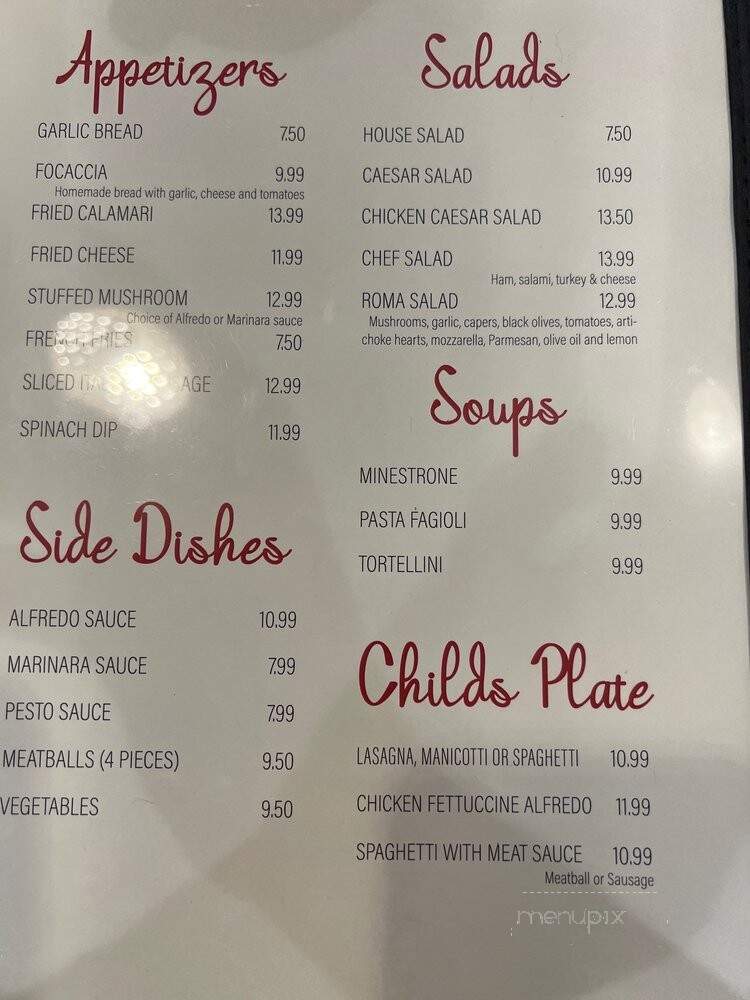 Appetizers
GARLIC BREAD 7.50
FOCACCIA 9.99
Homemade bread with garlic, cheese and tomatoes
FRIED CALAMARI 13.99
FRIED CHEESE 11.99
STUFFED MUSHROOM 12.99
Choice of Alfredo or Marinara sauce
FRENCH FRIES 7.50
SLICED 12.99
SPINACH DIP 11.99
Side Dishes
ALFREDO SAUCE 10.99
MARINARA SAUCE 7.99
PESTO SAUCE 7.99
MEATBALLS (4 PIECES) 9.50
VEGETABLES 9.50
Salads
HOUSE SALAD 7.50
CAESAR SALAD 10.99
CHICKEN CAESAR SALAD 13.50
CHEF SALAD 13.99
Ham, salami, turkey & cheese
ROMA SALAD 12.99
Mushrooms, garlic, capers, black olives, tomatoes, arti-
choke hearts, mozzarella, Parmesan, olive oil and lemon
Soups
MINESTRONE 9.99
PASTA FAGIOLI 9.99
TORTELLINI 9.99
Childs Plate
LASAGNA, MANICOTTI OR SPAGHETTI 10.99
CHICKEN FETTUCCINE ALFREDO 11.99
SPAGHETTI WITH MEAT SAUCE 10.99
Meatball or Sausage
menupix